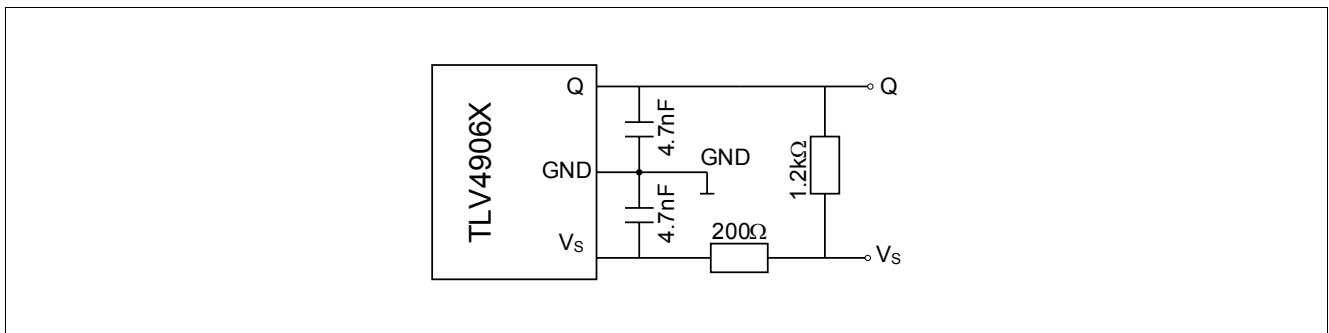 TLV4906X
Q
GND
VS
4.7nF
4.7nF
GND
200Ω
1.2kΩ
Q
VS